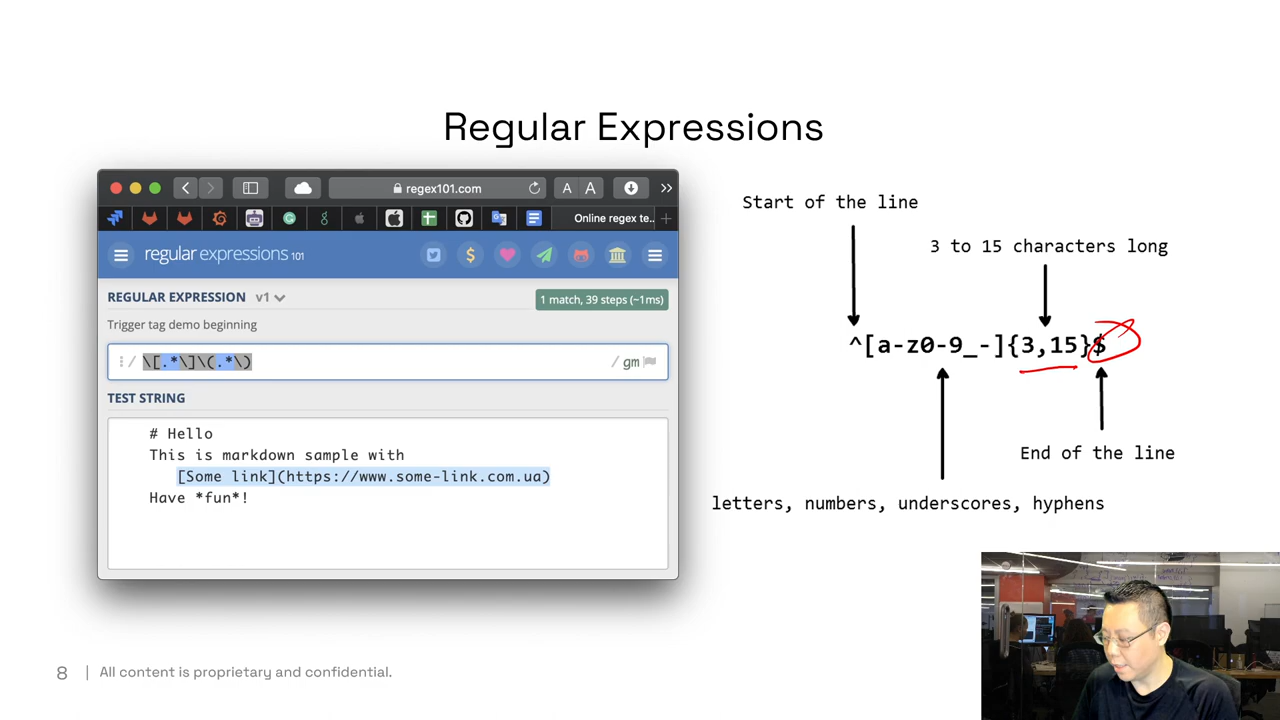 Regular Expressions
regex101.com
A A
Online regex te..
regular expressions 101
REGULAR EXPRESSION v1
1 match, 39 steps (~1ms)
Trigger tag demo beginning
/ \[.*\]\(.*\) / gm
TEST STRING
# Hello
This is markdown sample with
[Some link](https://www.some-link.com.ua)
Have *fun*!
Start of the line
3 to 15 characters long
^[a-z0-9_-]{3,15}$
End of the line
letters, numbers, underscores, hyphens
8 | All content is proprietary and confidential.